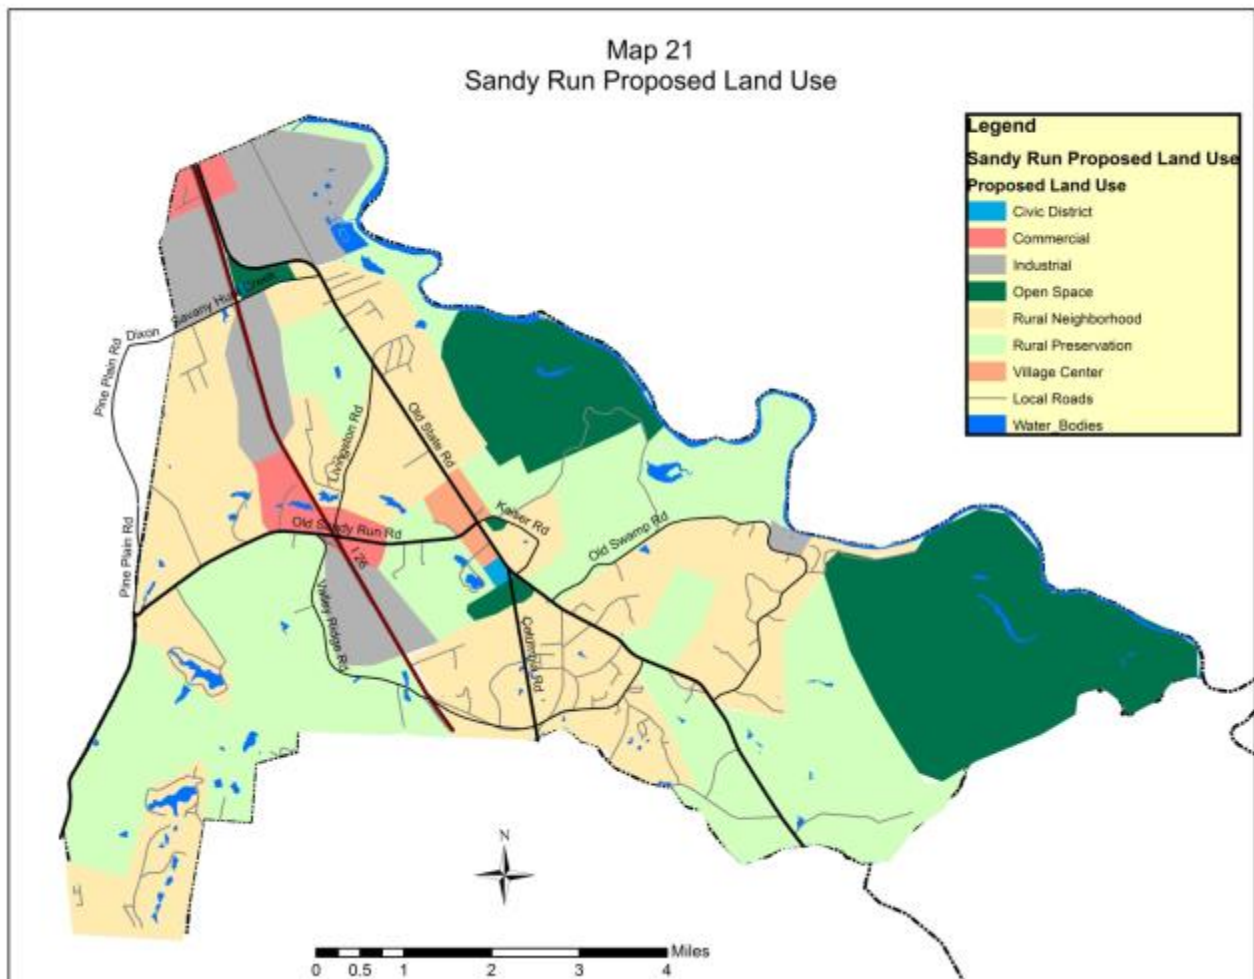 Map 21
Sandy Run Proposed Land Use
Legend
Sandy Run Proposed Land Use
Proposed Land Use
Civic District
Commercial
Industrial
Open Space
Rural Neighborhood
Rural Preservation
Village Center
Local Roads
Water_Bodies
Dixon
Savany Hunt Creek
Pine Plain Rd
Livingston Rd
Old State Rd
Kaiser Rd
Old Sandy Run Rd
Old Swamp Rd
I 26
Pine Plain Rd
Valley Ridge Rd
Columbia Rd
N
Miles
0 0.5 1 2 3 4